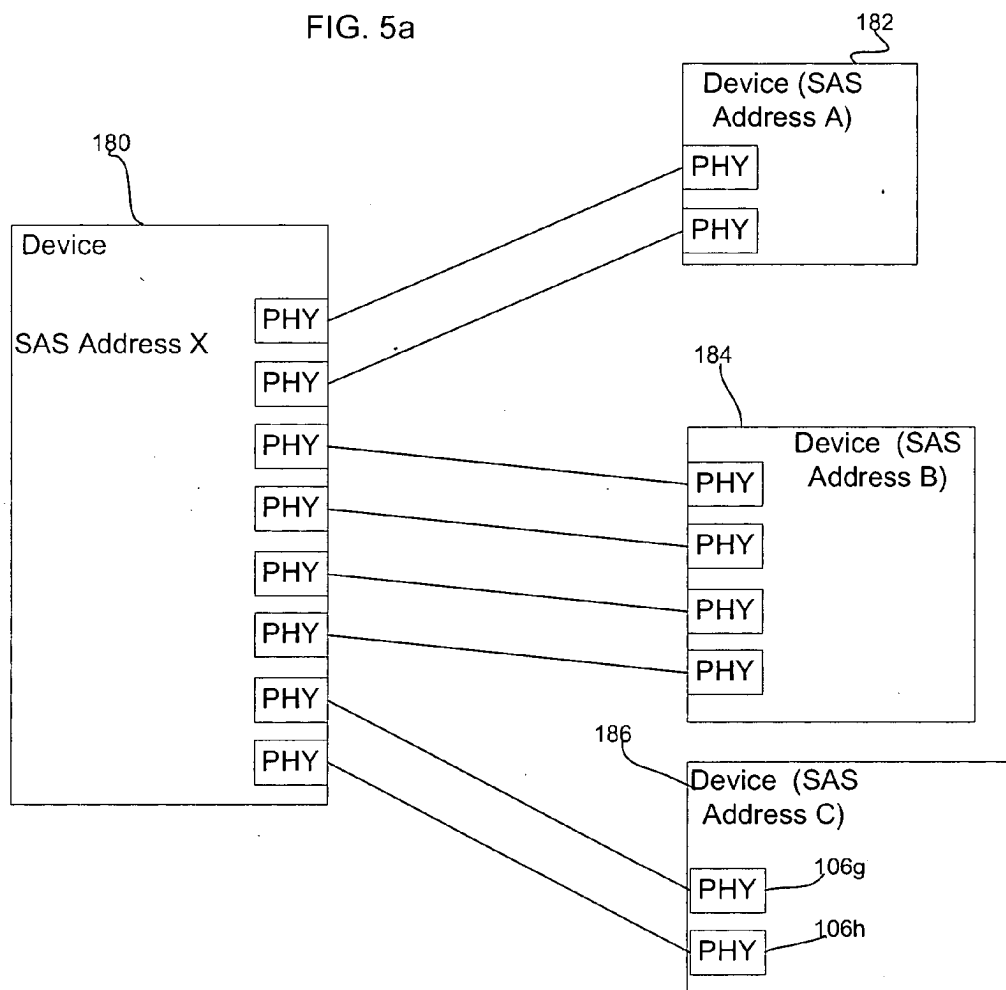 FIG. 5a
182
Device (SAS
Address A)
PHY
PHY
180
Device
SAS Address X
PHY
PHY
PHY
PHY
PHY
PHY
PHY
PHY
184
Device (SAS
Address B)
PHY
PHY
PHY
PHY
186
Device (SAS
Address C)
PHY
106g
PHY
106h